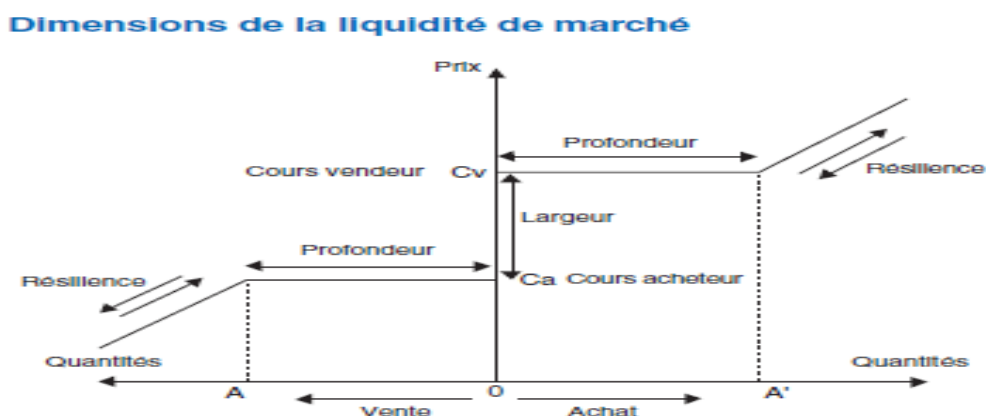 Dimensions de la liquidité de marché
Prix
Profondeur
Cours vendeur Cv
Résilience
Largeur
Profondeur
Résilience
Ca Cours acheteur
Quantités
Quantités
A
0
A'
Vente
Achat